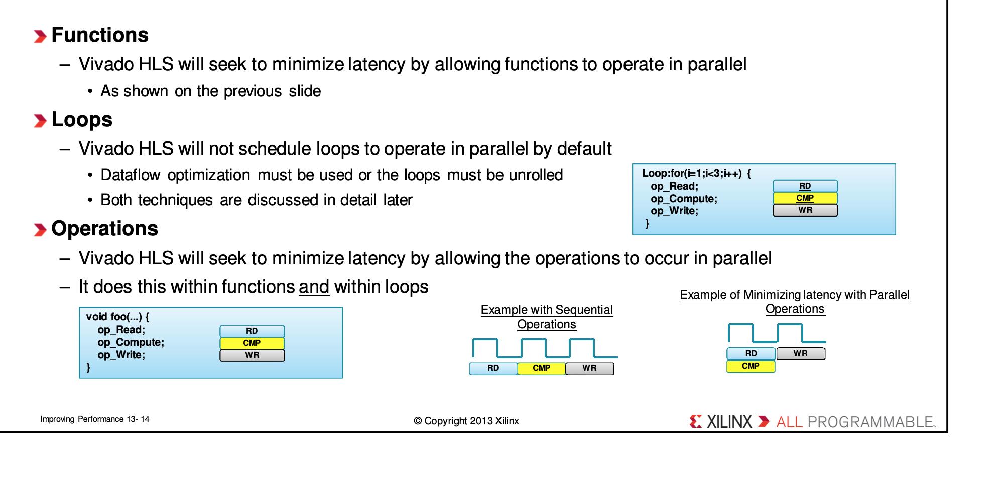 Functions
– Vivado HLS will seek to minimize latency by allowing functions to operate in parallel
• As shown on the previous slide
Loops
– Vivado HLS will not schedule loops to operate in parallel by default
• Dataflow optimization must be used or the loops must be unrolled
• Both techniques are discussed in detail later
Loop:for(i=1;i<3;i++) {
op_Read;
op_Compute;
op_Write;
}
RD
CMP
WR
Operations
– Vivado HLS will seek to minimize latency by allowing the operations to occur in parallel
– It does this within functions and within loops
void foo(...) {
op_Read;
op_Compute;
op_Write;
}
RD
CMP
WR
Example with Sequential
Operations
RD CMP WR
Example of Minimizing latency with Parallel
Operations
RD WR
CMP
Improving Performance 13- 14
© Copyright 2013 Xilinx
XILINX ALL PROGRAMMABLE™